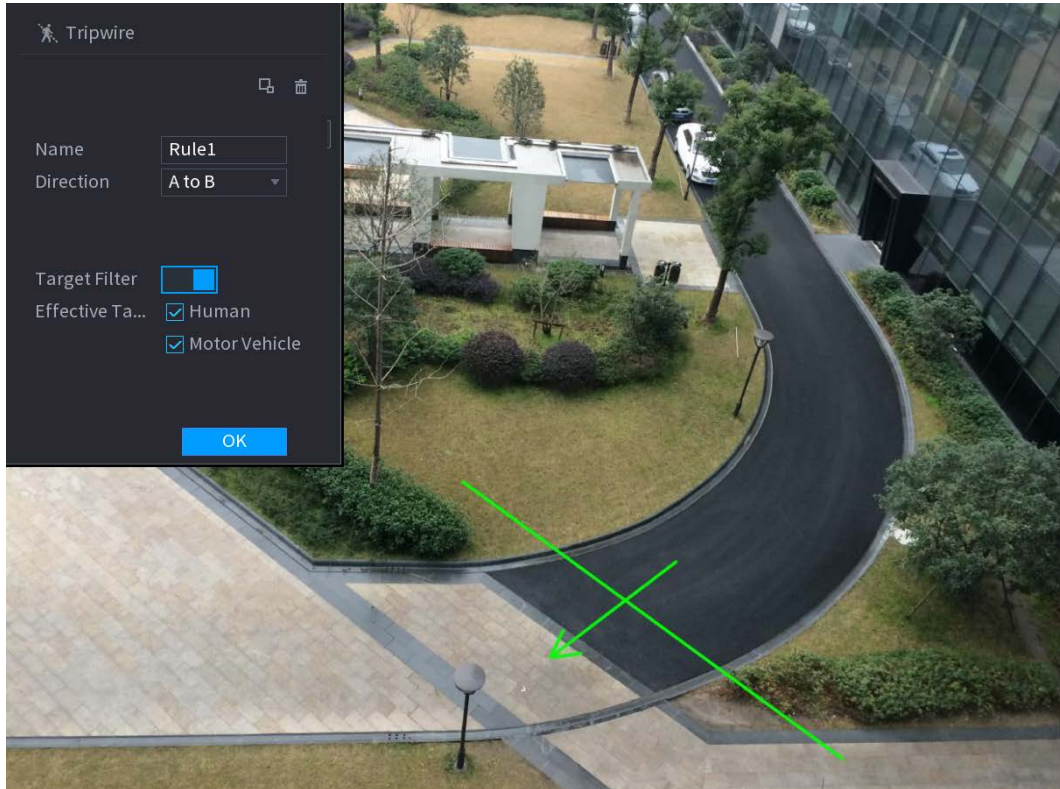 Tripwire
Name Rule1
Direction A to B
Target Filter
Effective Ta... Human
Motor Vehicle
OK